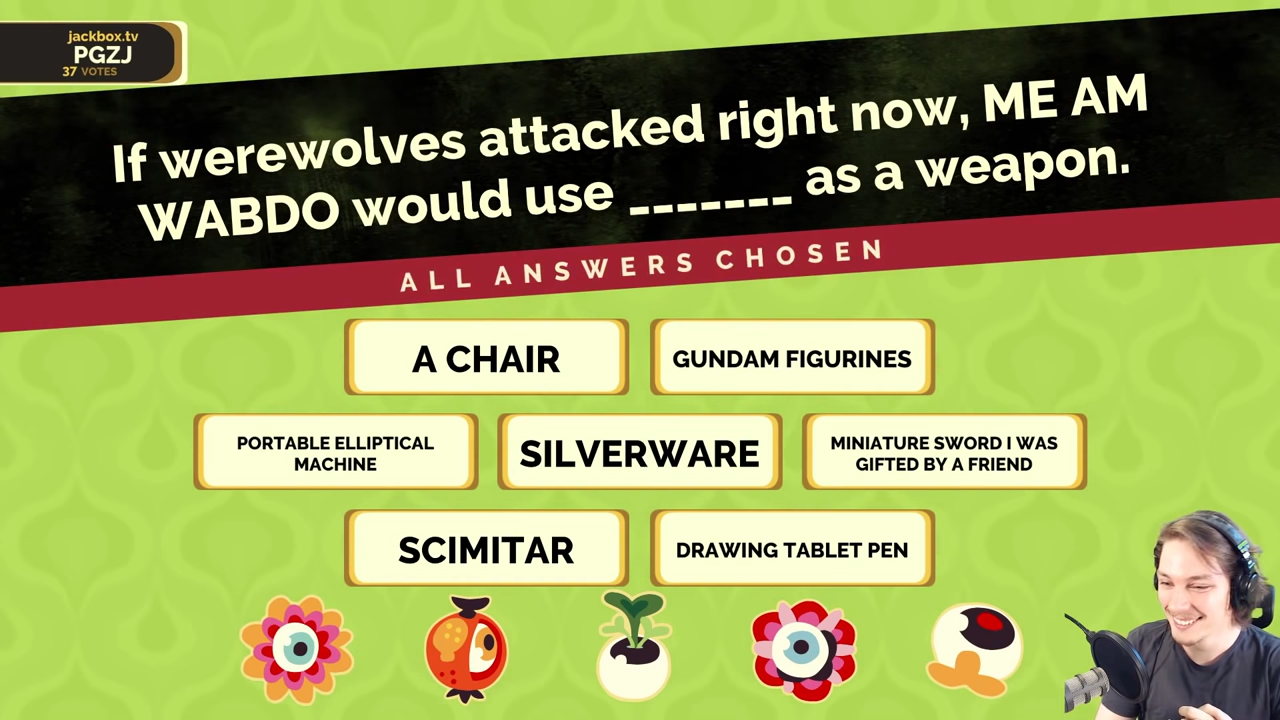 jackbox.tv
PGZJ
37 VOTES
If werewolves attacked right now, ME AM
WABDO would use _______ as a weapon.
ALL ANSWERS CHOSEN
A CHAIR
GUNDAM FIGURINES
PORTABLE ELLIPTICAL
MACHINE
SILVERWARE
MINIATURE SWORD I WAS
GIFTED BY A FRIEND
SCIMITAR
DRAWING TABLET PEN